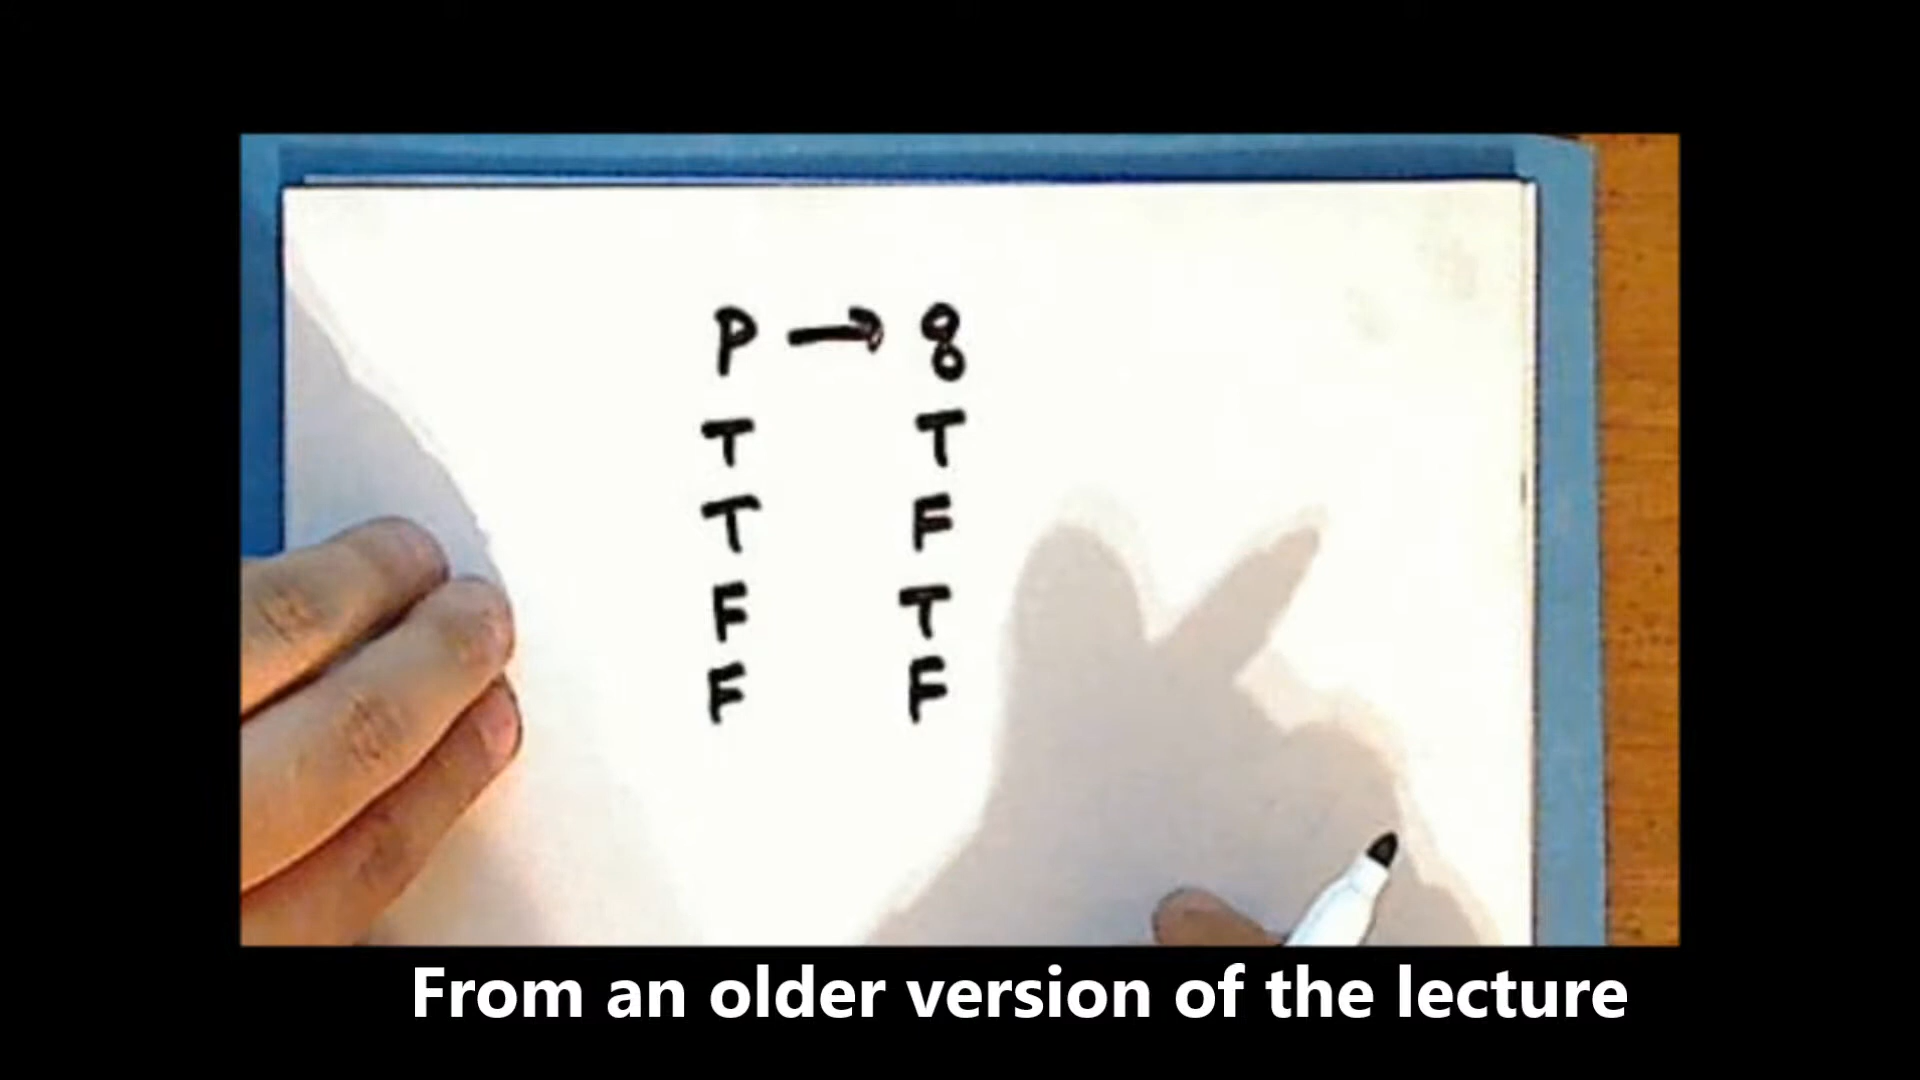 p → q
T T
T F
F T
F F
From an older version of the lecture